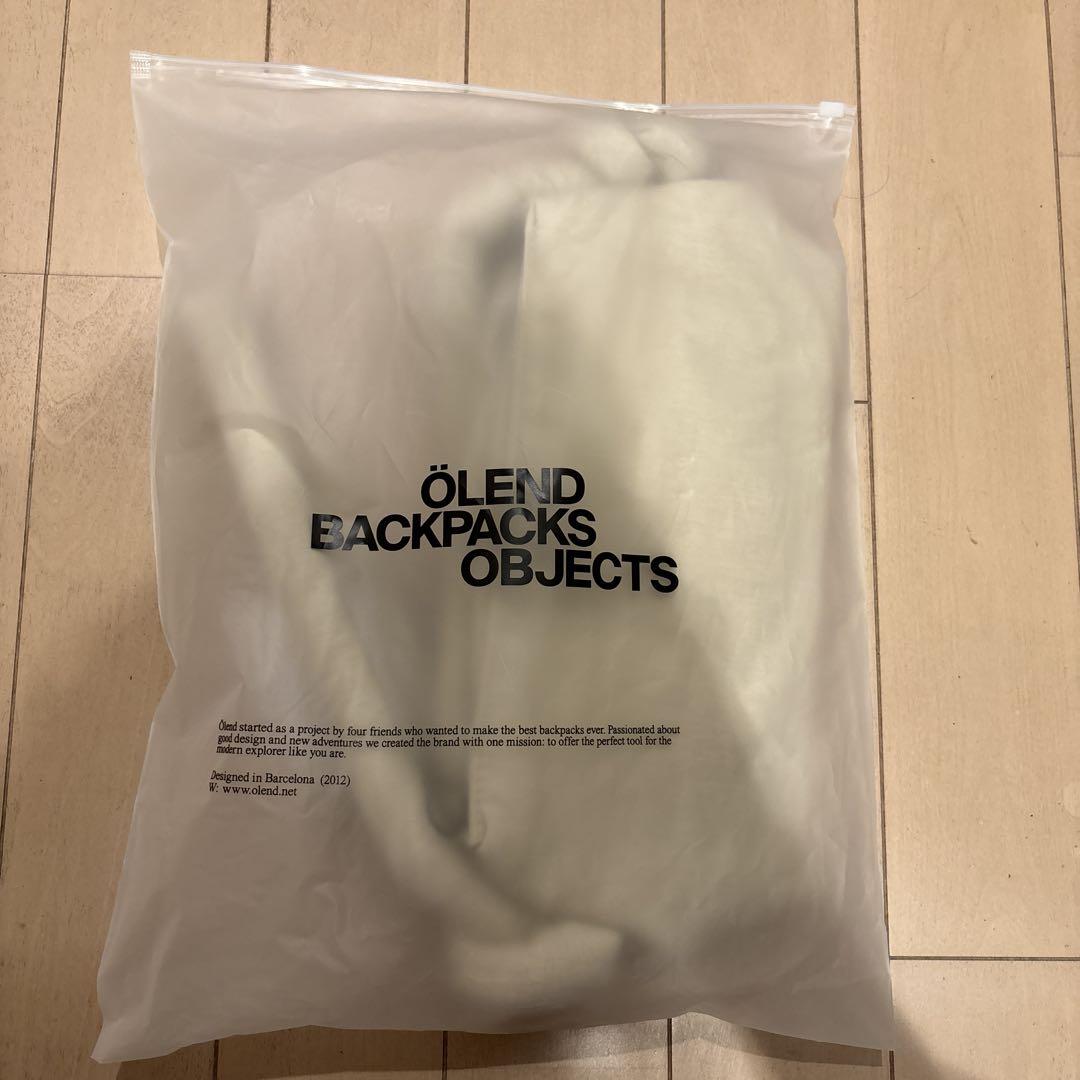 ÖLEND
BACKPACKS
OBJECTS
Ölend started as a project by four friends who wanted to make the best backpacks ever. Passionated about
good design and new adventures we created the brand with one mission: to offer the perfect tool for the
modern explorer like you are.
Designed in Barcelona (2012)
W: www.olend.net